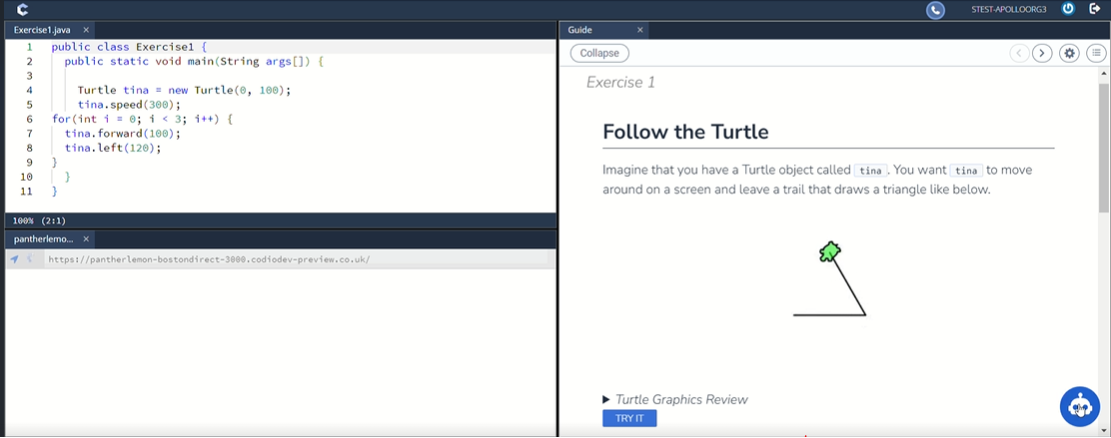 STEST-APOLLOORG3
Exercise1.java ×
1 public class Exercise1 {
2 public static void main(String args[]) {
3
4 Turtle tina = new Turtle(0, 100);
5 tina.speed(300);
6 for(int i = 0; i < 3; i++) {
7 tina.forward(100);
8 tina.left(120);
9 }
10 }
11 }
100% (2:1)
pantherlemo... ×
https://pantherlemon-bostondirect-3000.codiodev-preview.co.uk/
Guide ×
Collapse
Exercise 1
Follow the Turtle
Imagine that you have a Turtle object called tina . You want tina to move
around on a screen and leave a trail that draws a triangle like below.
Turtle Graphics Review
TRY IT